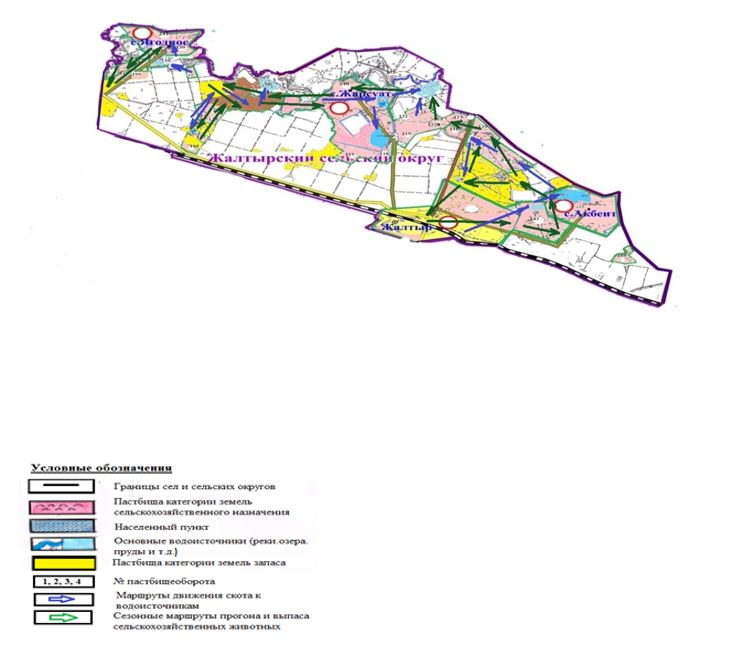 с.Ягодное
с.Жарсуат
Жалтырский сельский округ
с.Акбеит
с.Жалтыр
Условные обозначения
Границы сел и сельских округов
Пастбища категории земель
сельскохозяйственного назначения
Населенный пункт
Основные водоисточники (реки.озера.
пруды и т.д.)
Пастбища категории земель запаса
1, 2, 3, 4 № пастбищеоборота
Маршруты движения скота к
водоисточникам
Сезонные маршруты прогона и выпаса
сельскохозяйственных животных